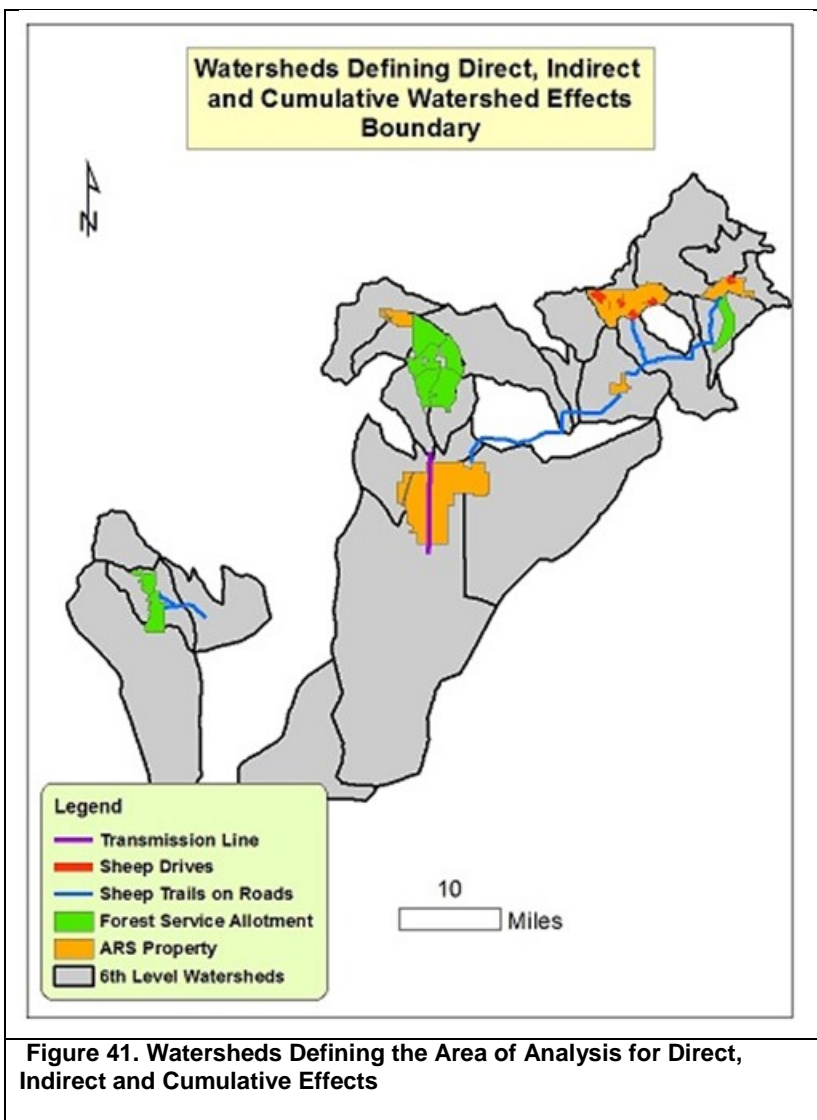 Watersheds Defining Direct, Indirect
and Cumulative Watershed Effects
Boundary
N
Legend
Transmission Line
Sheep Drives
Sheep Trails on Roads
Forest Service Allotment
ARS Property
6th Level Watersheds
10
Miles
Figure 41. Watersheds Defining the Area of Analysis for Direct,
Indirect and Cumulative Effects